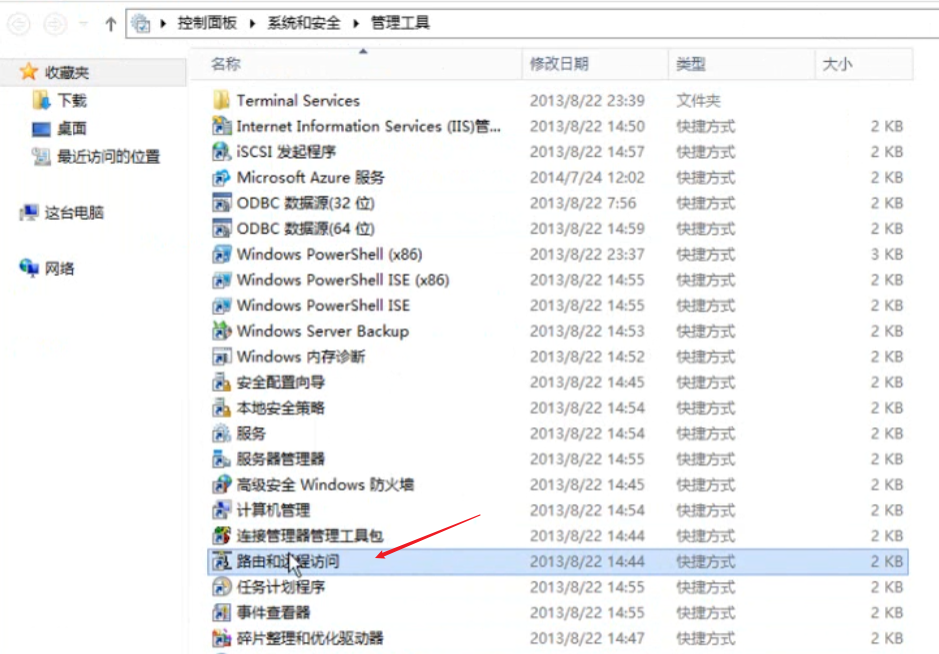 控制面板 系统和安全 管理工具
名称 修改日期 类型 大小
收藏夹
下载
桌面
最近访问的位置
这台电脑
网络
Terminal Services 2013/8/22 23:39 文件夹
Internet Information Services (IIS)管... 2013/8/22 14:50 快捷方式 2 KB
iSCSI 发起程序 2013/8/22 14:57 快捷方式 2 KB
Microsoft Azure 服务 2014/7/24 12:02 快捷方式 2 KB
ODBC 数据源(32 位) 2013/8/22 7:56 快捷方式 2 KB
ODBC 数据源(64 位) 2013/8/22 14:59 快捷方式 2 KB
Windows PowerShell (x86) 2013/8/22 23:37 快捷方式 3 KB
Windows PowerShell ISE (x86) 2013/8/22 14:55 快捷方式 2 KB
Windows PowerShell ISE 2013/8/22 14:55 快捷方式 2 KB
Windows Server Backup 2013/8/22 14:53 快捷方式 2 KB
Windows 内存诊断 2013/8/22 14:52 快捷方式 2 KB
安全配置向导 2013/8/22 14:45 快捷方式 2 KB
本地安全策略 2013/8/22 14:54 快捷方式 2 KB
服务 2013/8/22 14:54 快捷方式 2 KB
服务器管理器 2013/8/22 14:55 快捷方式 2 KB
高级安全 Windows 防火墙 2013/8/22 14:45 快捷方式 2 KB
计算机管理 2013/8/22 14:54 快捷方式 2 KB
连接管理器管理工具包 2013/8/22 14:44 快捷方式 2 KB
路由和远程访问 2013/8/22 14:44 快捷方式 2 KB
任务计划程序 2013/8/22 14:55 快捷方式 2 KB
事件查看器 2013/8/22 14:55 快捷方式 2 KB
碎片整理和优化驱动器 2013/8/22 14:47 快捷方式 2 KB